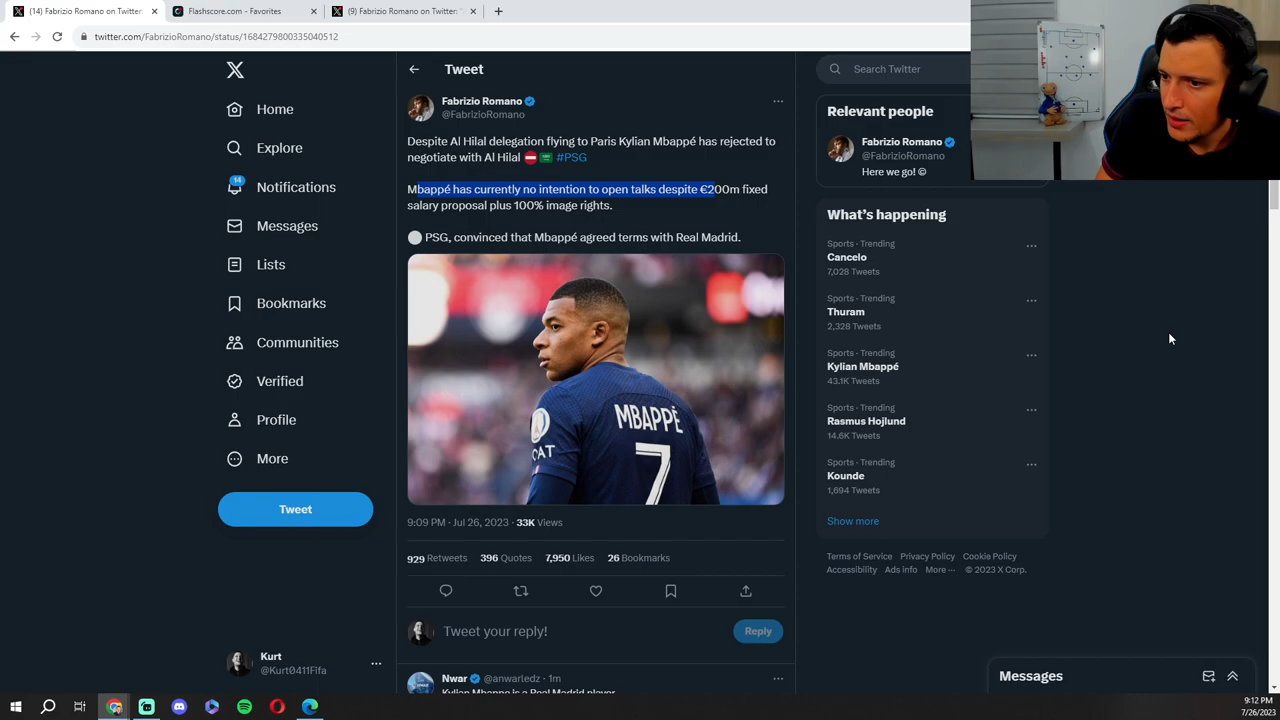 (14) Fabrizio Romano on Twitter:
Flashscore.com - Favorites
(9) Fabrizio Romano on Twitter: "
twitter.com/FabrizioRomano/status/1684279800335040512
Home
Explore
14
Notifications
Messages
Lists
Bookmarks
Communities
Verified
Profile
More
Tweet
Kurt
@Kurt0411Fifa
Tweet
Fabrizio Romano
@FabrizioRomano
Despite Al Hilal delegation flying to Paris Kylian Mbappé has rejected to
negotiate with Al Hilal #PSG
Mbappé has currently no intention to open talks despite €200m fixed
salary proposal plus 100% image rights.
PSG, convinced that Mbappé agreed terms with Real Madrid.
MBAPPÉ
7
9:09 PM · Jul 26, 2023 · 33K Views
929 Retweets 396 Quotes 7,950 Likes 26 Bookmarks
Tweet your reply!
Reply
Nwar @anwarledz · 1m
Kylian Mbappe is a Real Madrid player
Search Twitter
Relevant people
Fabrizio Romano
@FabrizioRomano
Here we go! ©
What's happening
Sports · Trending
Cancelo
7,028 Tweets
Sports · Trending
Thuram
2,328 Tweets
Sports · Trending
Kylian Mbappé
43.1K Tweets
Sports · Trending
Rasmus Hojlund
14.6K Tweets
Sports · Trending
Kounde
1,694 Tweets
Show more
Terms of Service Privacy Policy Cookie Policy
Accessibility Ads info More ··· © 2023 X Corp.
Messages
9:12 PM
7/26/2023